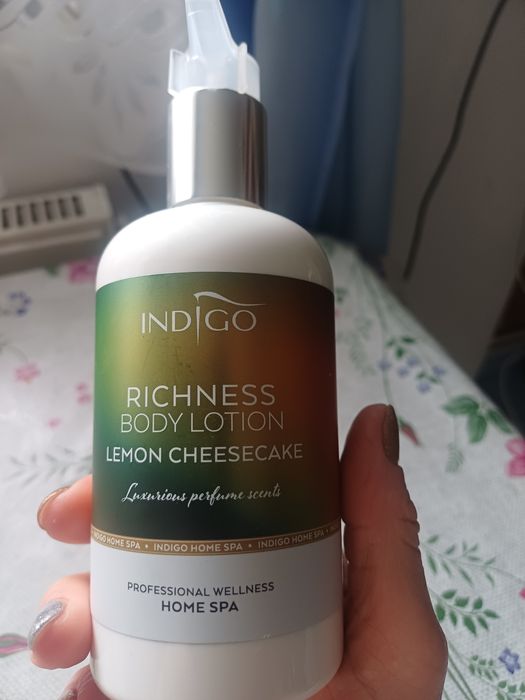 INDIGO
RICHNESS
BODY LOTION
LEMON CHEESECAKE
Luxurious perfume scents
INDIGO HOME SPA • INDIGO HOME SPA • INDIGO HOME SPA •
PROFESSIONAL WELLNESS
HOME SPA